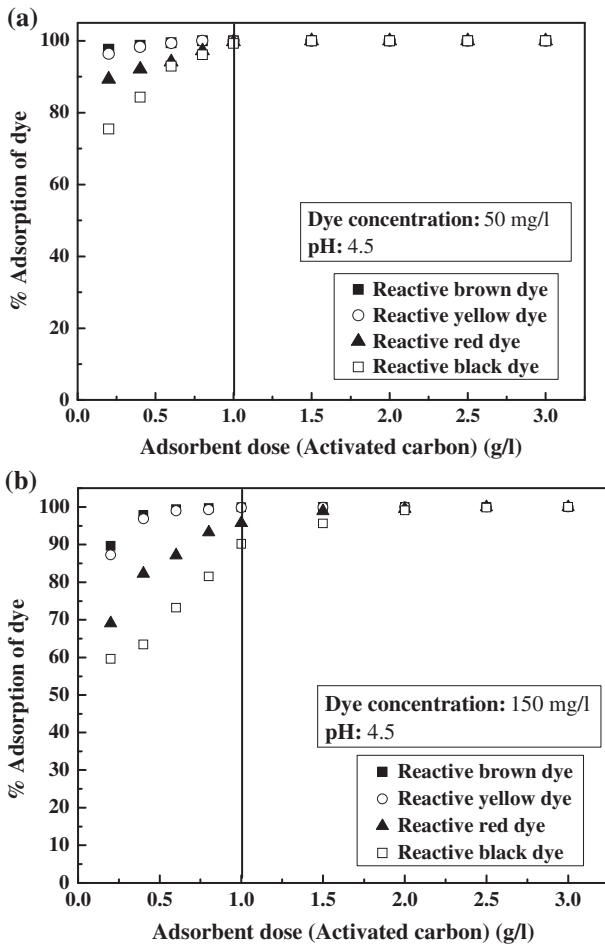 (a)
100
80
60
40
20
0
% Adsorption of dye
Dye concentration: 50 mg/l
pH: 4.5
Reactive brown dye
Reactive yellow dye
Reactive red dye
Reactive black dye
0.0 0.5 1.0 1.5 2.0 2.5 3.0
Adsorbent dose (Activated carbon) (g/l)
(b)
100
90
80
70
60
50
40
30
20
10
0
% Adsorption of dye
Dye concentration: 150 mg/l
pH: 4.5
Reactive brown dye
Reactive yellow dye
Reactive red dye
Reactive black dye
0.0 0.5 1.0 1.5 2.0 2.5 3.0
Adsorbent dose (Activated carbon) (g/l)